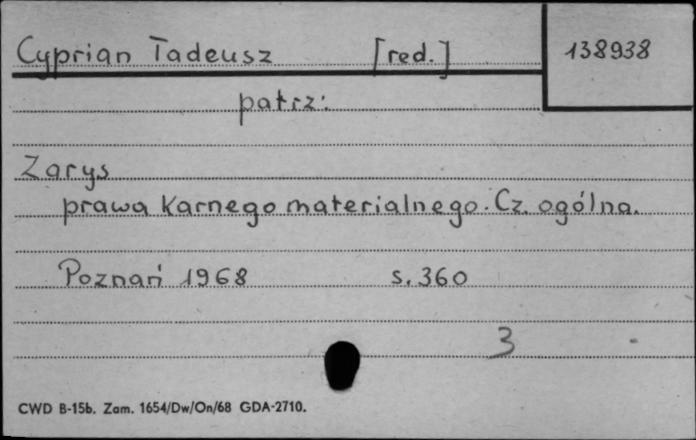 Cyprian Tadeusz [red.] 138938
patrz:
Zarys
prawa karnego materialnego. Cz. ogólna.
Poznań 1968 s. 360
3
CWD B-15b. Zam. 1654/Dw/On/68 GDA-2710.